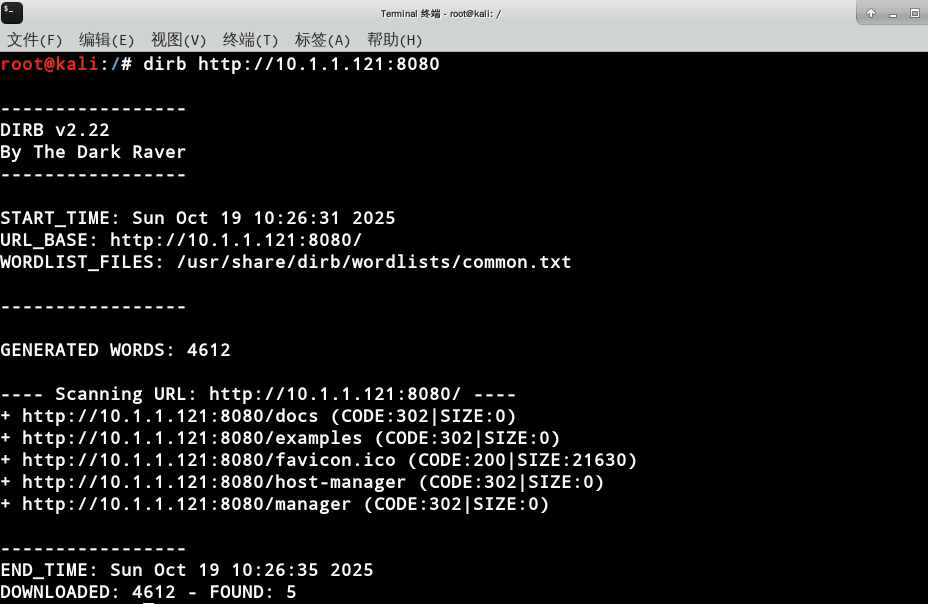 Terminal 终端 - root@kali: /
文件(F) 编辑(E) 视图(V) 终端(T) 标签(A) 帮助(H)
root@kali:/# dirb http://10.1.1.121:8080

-----------------
DIRB v2.22
By The Dark Raver
-----------------

START_TIME: Sun Oct 19 10:26:31 2025
URL_BASE: http://10.1.1.121:8080/
WORDLIST_FILES: /usr/share/dirb/wordlists/common.txt

-----------------

GENERATED WORDS: 4612

---- Scanning URL: http://10.1.1.121:8080/ ----
+ http://10.1.1.121:8080/docs (CODE:302|SIZE:0)
+ http://10.1.1.121:8080/examples (CODE:302|SIZE:0)
+ http://10.1.1.121:8080/favicon.ico (CODE:200|SIZE:21630)
+ http://10.1.1.121:8080/host-manager (CODE:302|SIZE:0)
+ http://10.1.1.121:8080/manager (CODE:302|SIZE:0)

-----------------
END_TIME: Sun Oct 19 10:26:35 2025
DOWNLOADED: 4612 - FOUND: 5